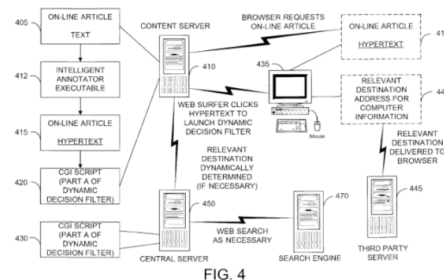 405
ON-LINE ARTICLE
TEXT
412
INTELLIGENT
ANNOTATOR
EXECUTABLE
415
ON-LINE ARTICLE
HYPERTEXT
420
CGI SCRIPT
(PART A OF
DYNAMIC
DECISION FILTER)
430
CGI SCRIPT
(PART A OF
DYNAMIC
DECISION FILTER)
CONTENT SERVER
410
BROWSER REQUESTS
ON-LINE ARTICLE
435
Mouse
WEB SURFER CLICKS
HYPERTEXT TO
LAUNCH DYNAMIC
DECISION FILTER
RELEVANT
DESTINATION
DYNAMICALLY
DETERMINED
(IF NECESSARY)
450
CENTRAL SERVER
WEB SEARCH
AS NECESSARY
470
SEARCH ENGINE
ON-LINE ARTICLE
HYPERTEXT
RELEVANT
DESTINATION
ADDRESS FOR
COMPUTER
INFORMATION
RELEVANT
DESTINATION
DELIVERED TO
BROWSER
445
THIRD PARTY
SERVER
FIG. 4